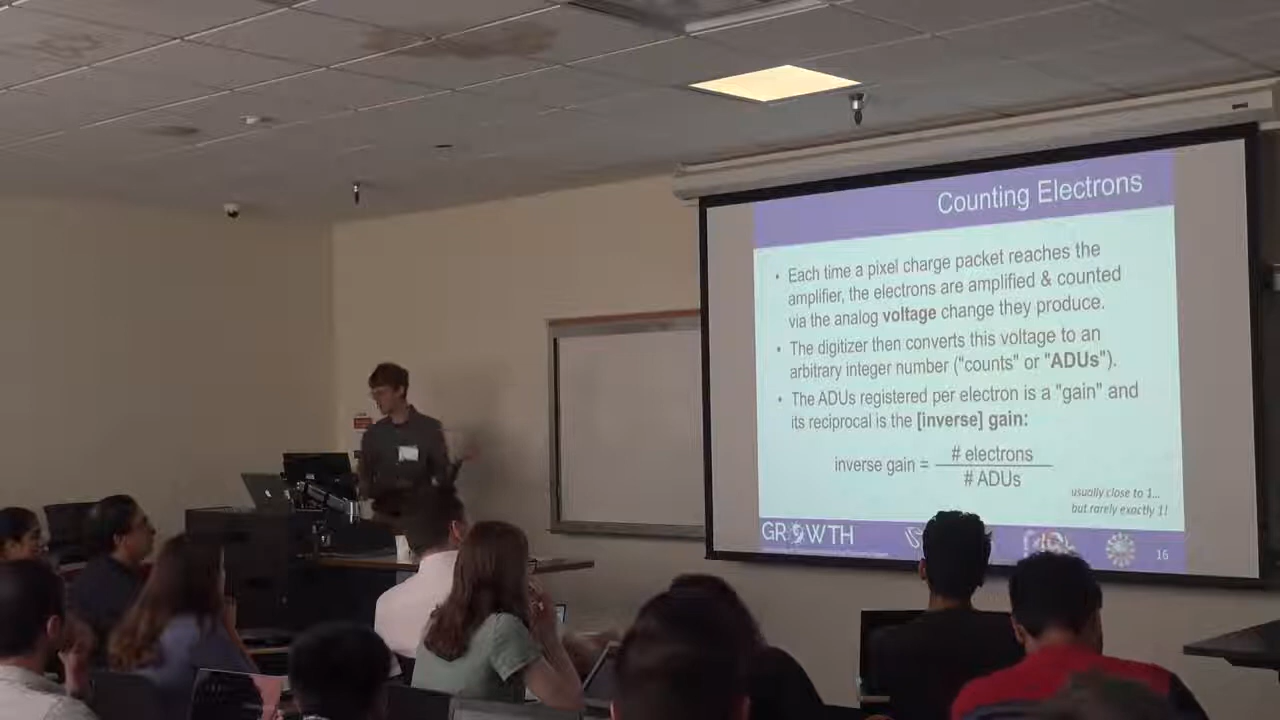 Counting Electrons
• Each time a pixel charge packet reaches the
amplifier, the electrons are amplified & counted
via the analog voltage change they produce.
• The digitizer then converts this voltage to an
arbitrary integer number ("counts" or "ADUs").
• The ADUs registered per electron is a "gain" and
its reciprocal is the [inverse] gain:
inverse gain = # electrons
# ADUs
usually close to 1...
but rarely exactly 1!
GROWTH
16